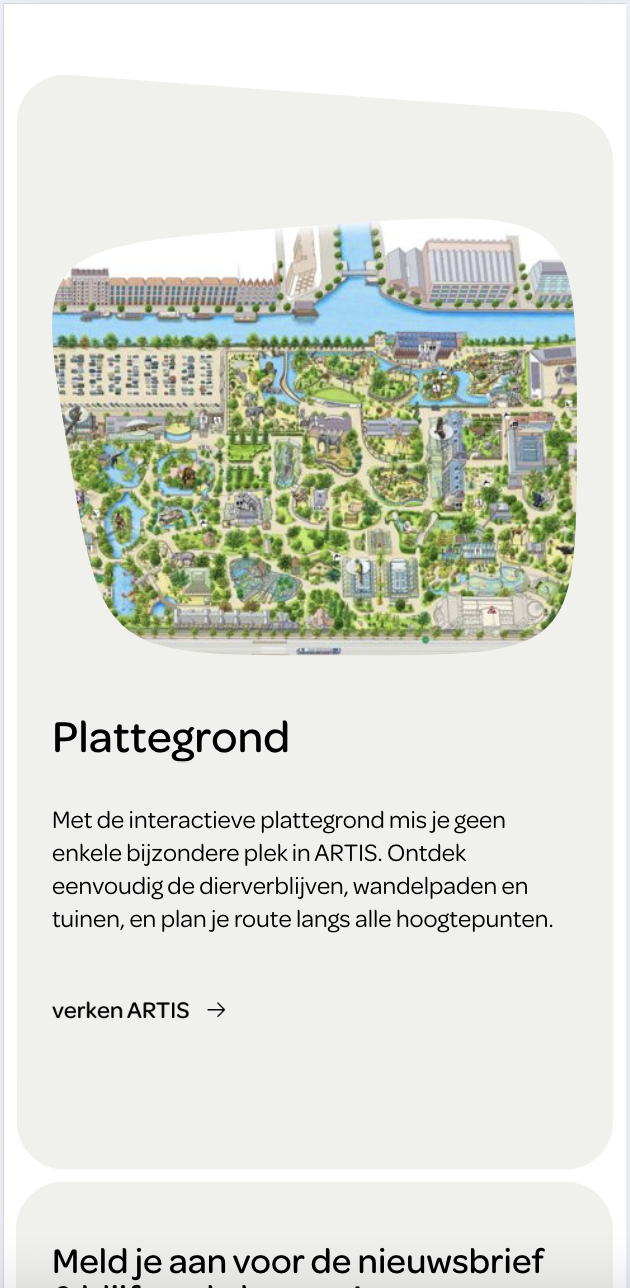 Plattegrond
Met de interactieve plattegrond mis je geen
enkele bijzondere plek in ARTIS. Ontdek
eenvoudig de dierverblijven, wandelpaden en
tuinen, en plan je route langs alle hoogtepunten.
verken ARTIS →
Meld je aan voor de nieuwsbrief